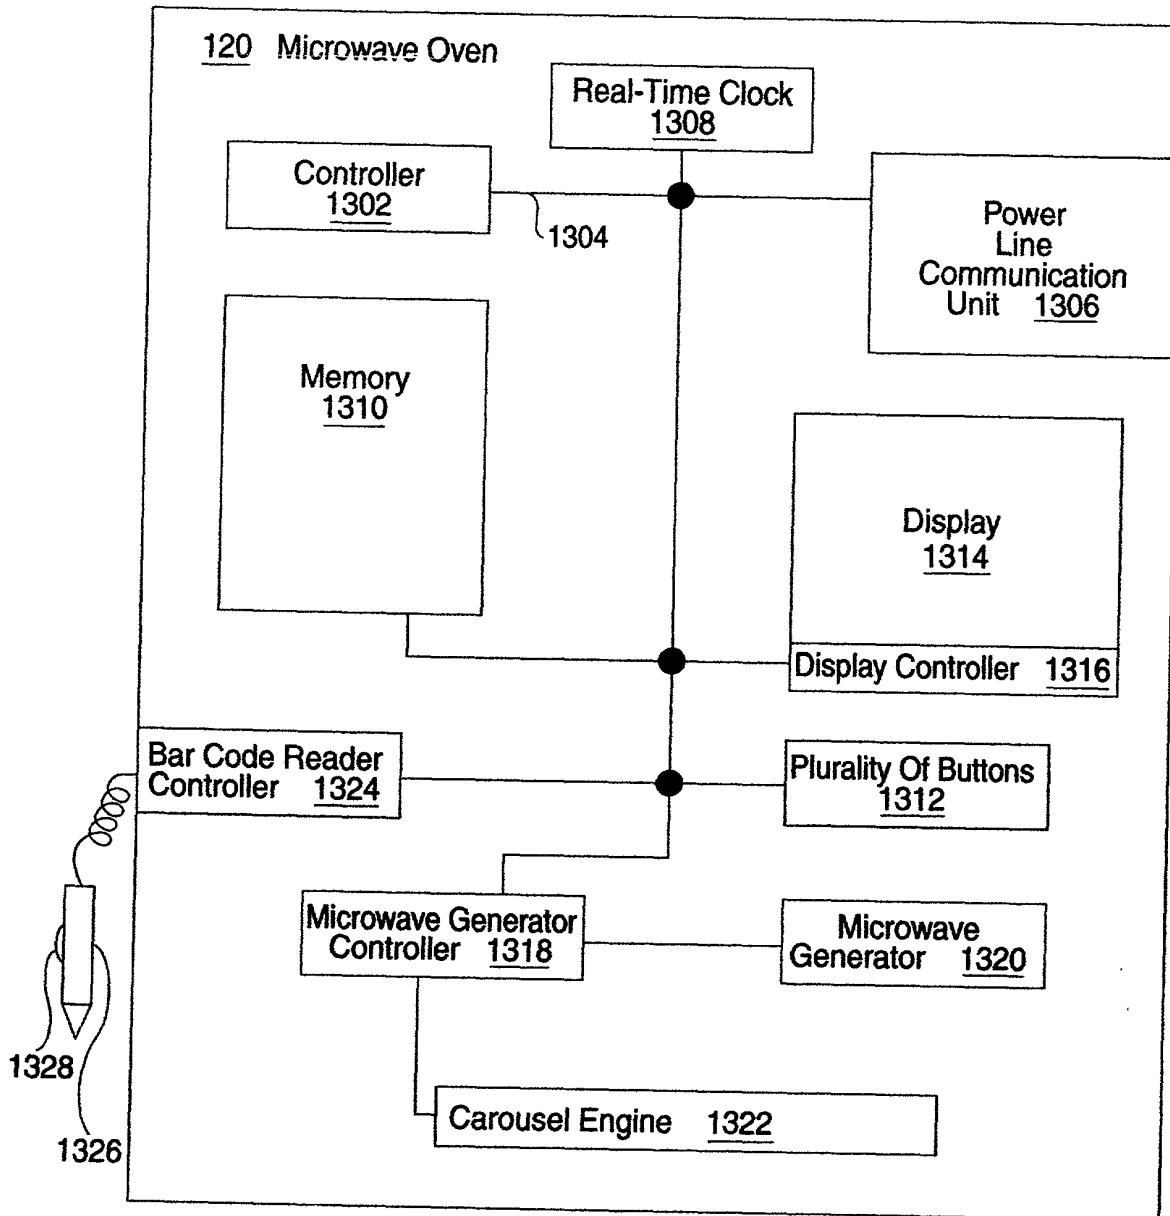 120 Microwave Oven
Real-Time Clock
1308
Controller
1302
1304
Power
Line
Communication
Unit 1306
Memory
1310
Display
1314
Display Controller 1316
Bar Code Reader
Controller 1324
Plurality Of Buttons
1312
Microwave Generator
Controller 1318
Microwave
Generator 1320
1328
1326
Carousel Engine 1322